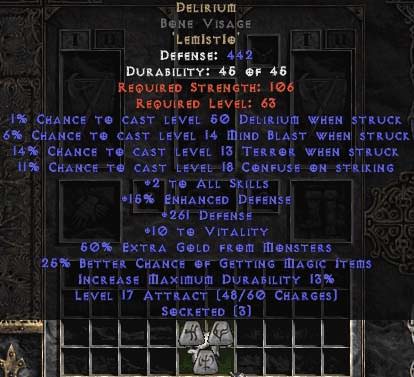 Delirium
Bone Visage
'LemIstIo'
Defense: 442
Durability: 45 of 45
Required Strength: 106
Required Level: 63
1% Chance to cast level 50 Delirium when struck
6% Chance to cast level 14 Mind Blast when struck
14% Chance to cast level 13 Terror when struck
11% Chance to cast level 18 Confuse on striking
+2 to All Skills
+15% Enhanced Defense
+261 Defense
+10 to Vitality
50% Extra Gold from Monsters
25% Better Chance of Getting Magic Items
Increase Maximum Durability 13%
Level 17 Attract (48/60 Charges)
Socketed (3)